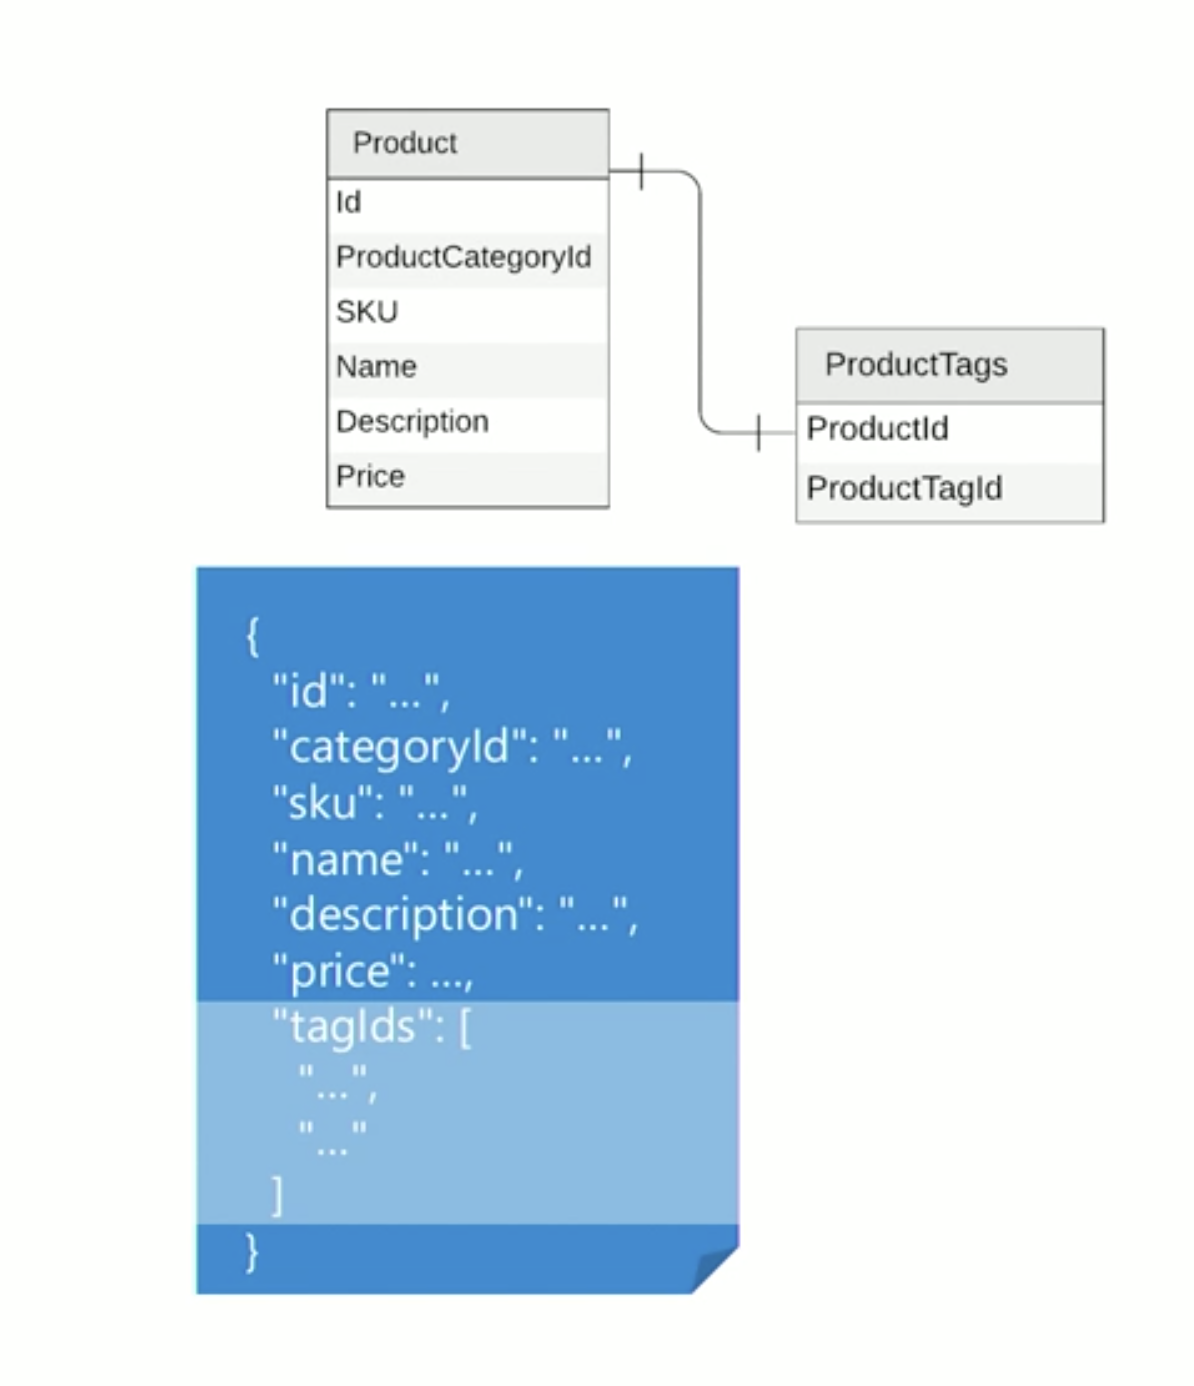 Product
Id
ProductCategoryId
SKU
Name
Description
Price
ProductTags
ProductId
ProductTagId
{
"id": "...",
"categoryId": "...",
"sku": "...",
"name": "...",
"description": "...",
"price": ...,
"tagIds": [
"...",
"..."
]
}